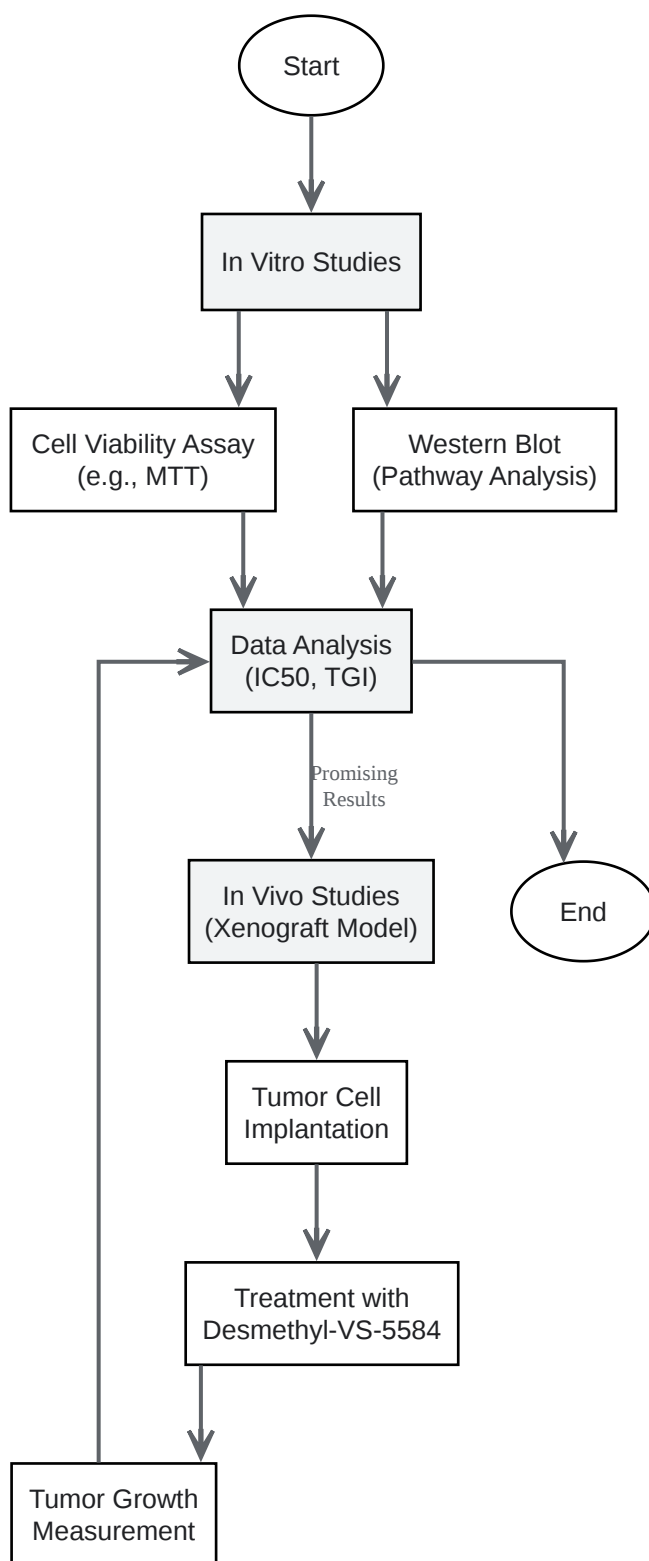 Start
In Vitro Studies
Cell Viability Assay
(e.g., MTT)
Western Blot
(Pathway Analysis)
Data Analysis
(IC50, TGI)
Promising
Results
In Vivo Studies
(Xenograft Model)
End
Tumor Cell
Implantation
Treatment with
Desmethyl-VS-5584
Tumor Growth
Measurement